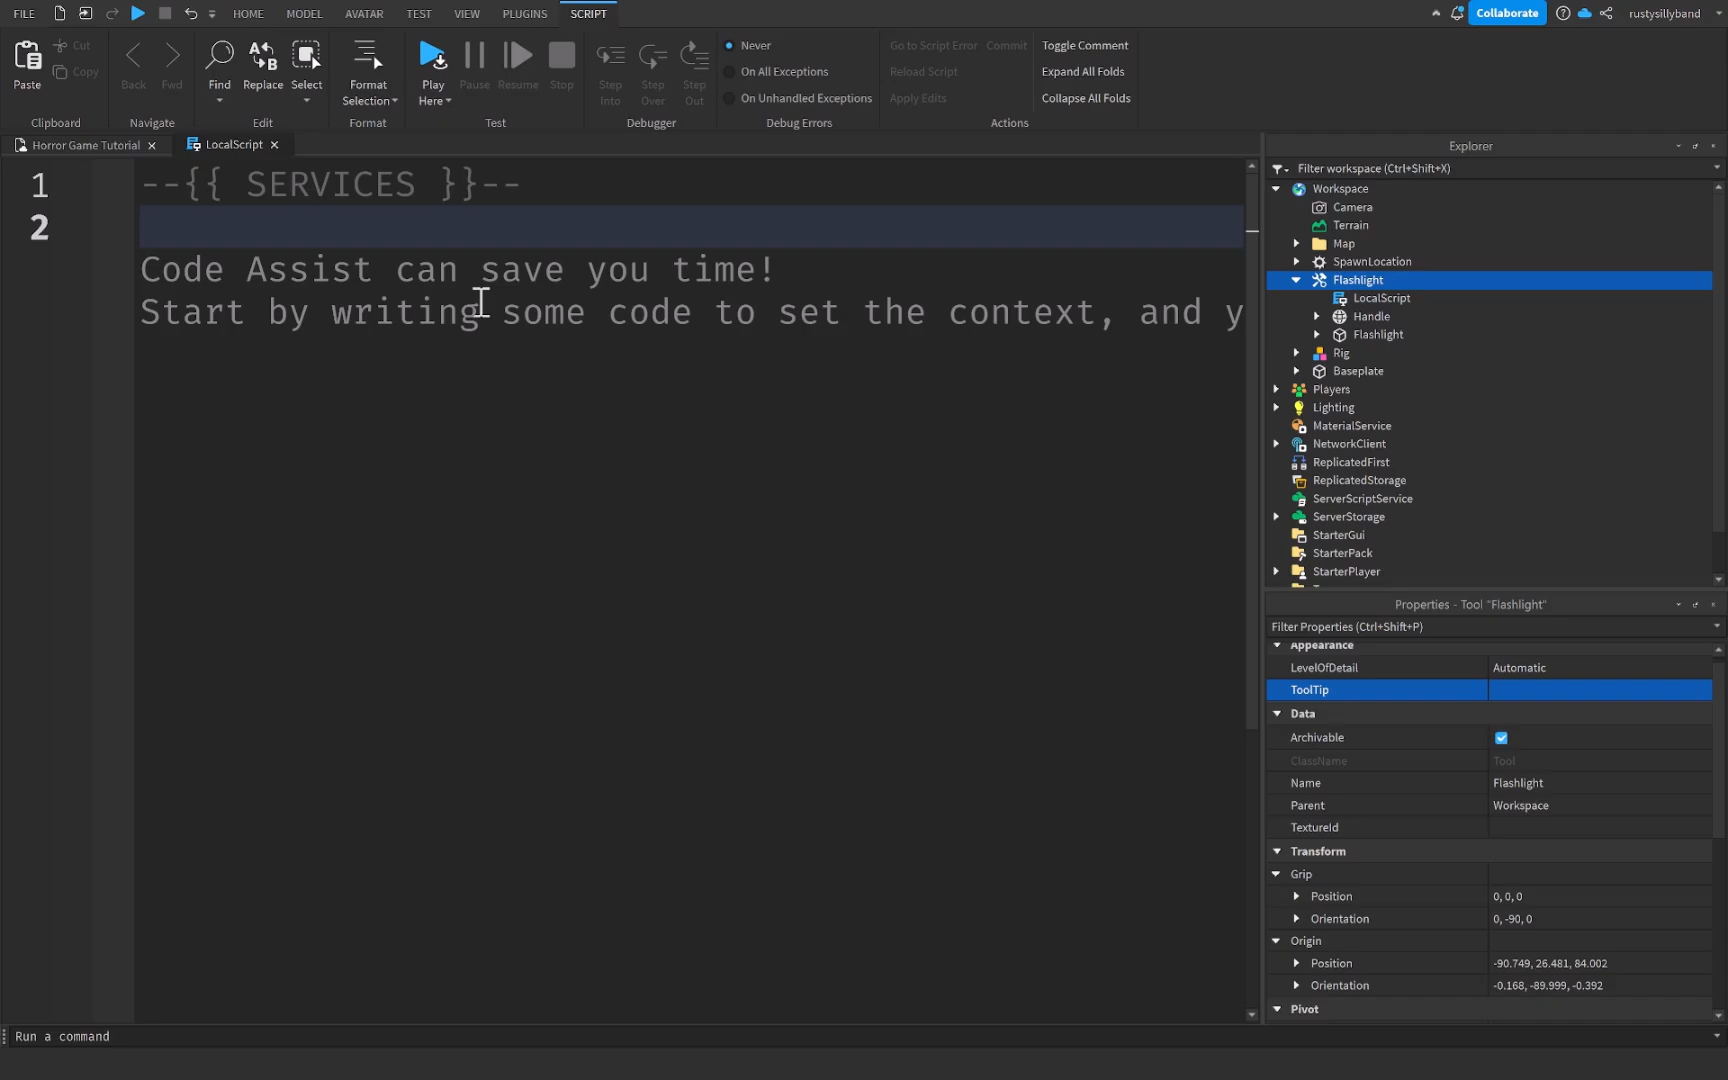 FILE HOME MODEL AVATAR TEST VIEW PLUGINS SCRIPT Collaborate rustysillyband
Paste Cut Copy Clipboard
Back Fwd Navigate
Find Replace Select Edit
Format Selection Format
Play Here Pause Resume Stop Test
Step Into Step Over Step Out Debugger
Never
On All Exceptions
On Unhandled Exceptions
Debug Errors
Go to Script Error Commit Toggle Comment
Reload Script Expand All Folds
Apply Edits Collapse All Folds
Actions
Horror Game Tutorial LocalScript
1 --{{ SERVICES }}--
2
Code Assist can save you time!
Start by writing some code to set the context, and y
Explorer
Filter workspace (Ctrl+Shift+X)
Workspace
Camera
Terrain
Map
SpawnLocation
Flashlight
LocalScript
Handle
Flashlight
Rig
Baseplate
Players
Lighting
MaterialService
NetworkClient
ReplicatedFirst
ReplicatedStorage
ServerScriptService
ServerStorage
StarterGui
StarterPack
StarterPlayer
Properties - Tool "Flashlight"
Filter Properties (Ctrl+Shift+P)
Appearance
LevelOfDetail Automatic
ToolTip
Data
Archivable
ClassName Tool
Name Flashlight
Parent Workspace
TextureId
Transform
Grip
Position 0, 0, 0
Orientation 0, -90, 0
Origin
Position -90.749, 26.481, 84.002
Orientation -0.168, -89.999, -0.392
Pivot
Run a command